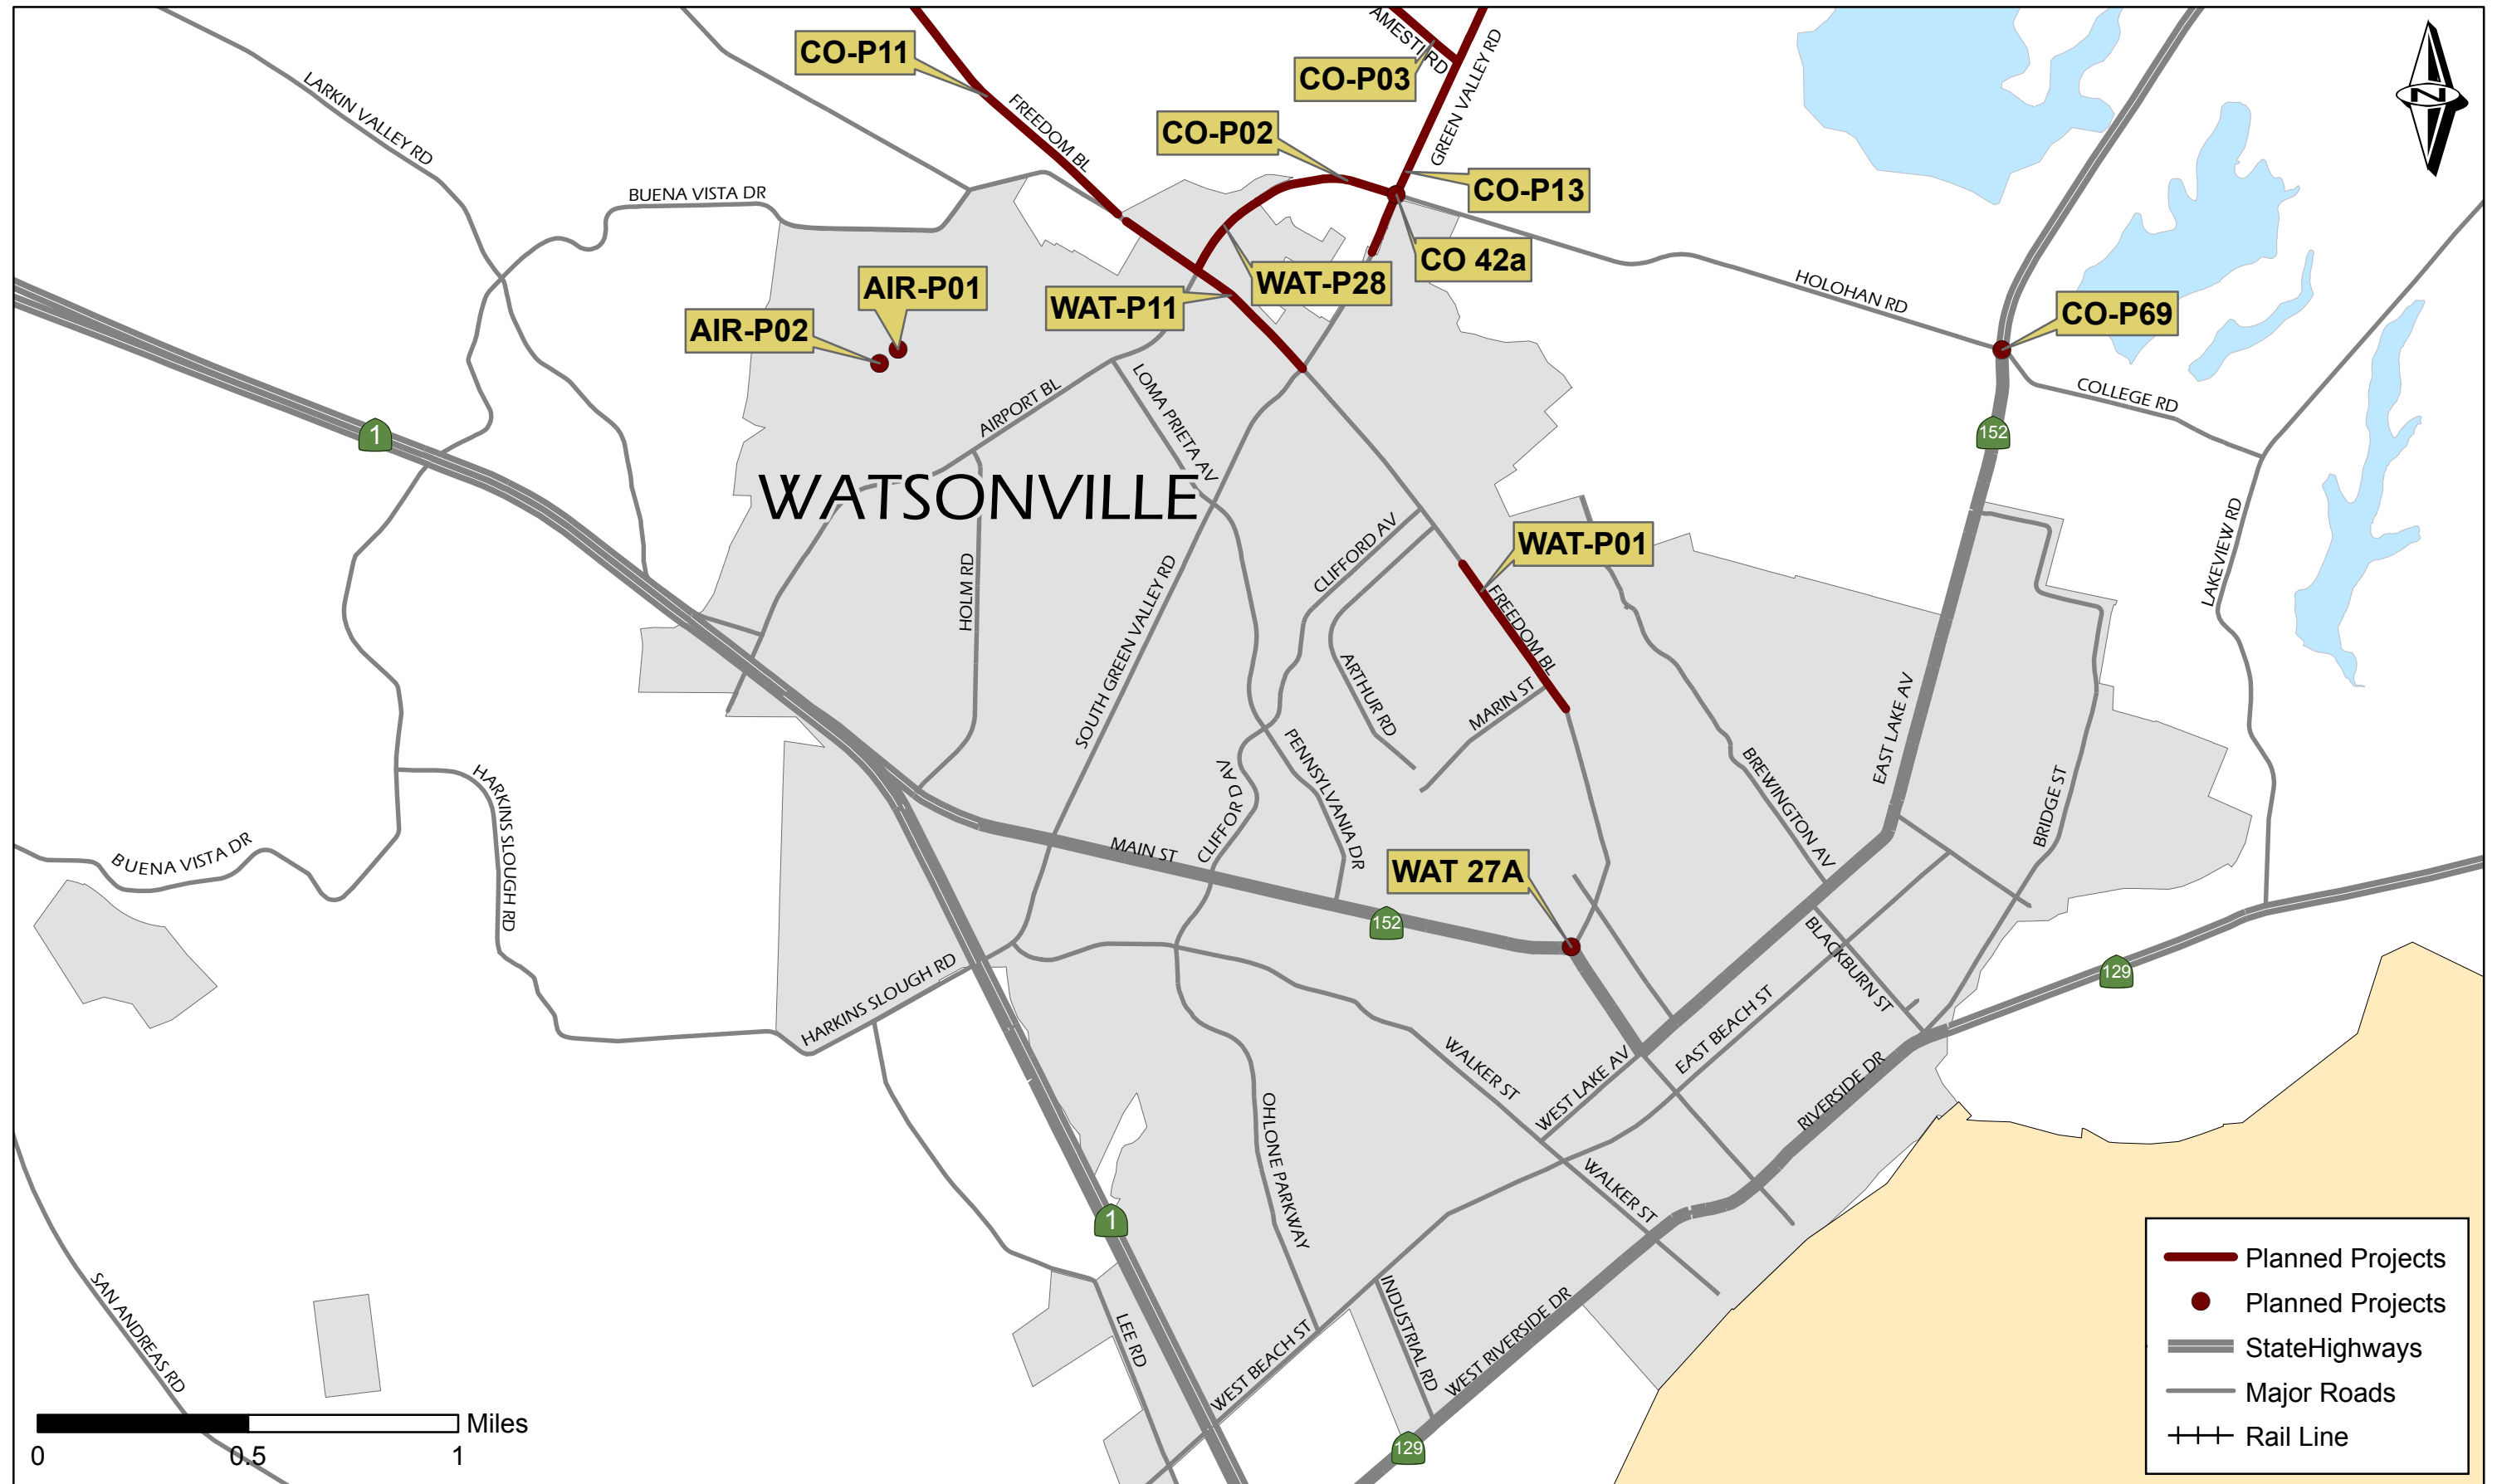 CO-P11
AMESTI RD
CO-P03
GREEN VALLEY RD
N
LARKIN VALLEY RD
FREEDOM BL
CO-P02
CO-P13
BUENA VISTA DR
CO 42a
WAT-P28
WAT-P11
AIR-P01
AIR-P02
HOLOHAN RD
CO-P69
COLLEGE RD
1
152
AIRPORT BL
LOMA PRIETA AV
WATSONVILLE
CLIFFORD AV
WAT-P01
HOLM RD
SOUTH GREEN VALLEY RD
FREEDOM BL
LAKEVIEW RD
ARTHUR RD
MARIN ST
EAST LAKE AV
PENNSYLVANIA DR
CLIFFOR D AV
BREWINGTON AV
BRIDGE ST
HARKINS SLOUGH RD
BUENA VISTA DR
MAIN ST
WAT 27A
152
BLACKBURN ST
129
HARKINS SLOUGH RD
EAST BEACH ST
WALKER ST
WEST LAKE AV
RIVERSIDE DR
OHLONE PARKWAY
WALKER ST
1
SAN ANDREAS RD
LEE RD
INDUSTRIAL RD
WEST BEACH ST
WEST RIVERSIDE DR
129
Planned Projects
Planned Projects
StateHighways
Major Roads
Rail Line
Miles
0 0.5 1